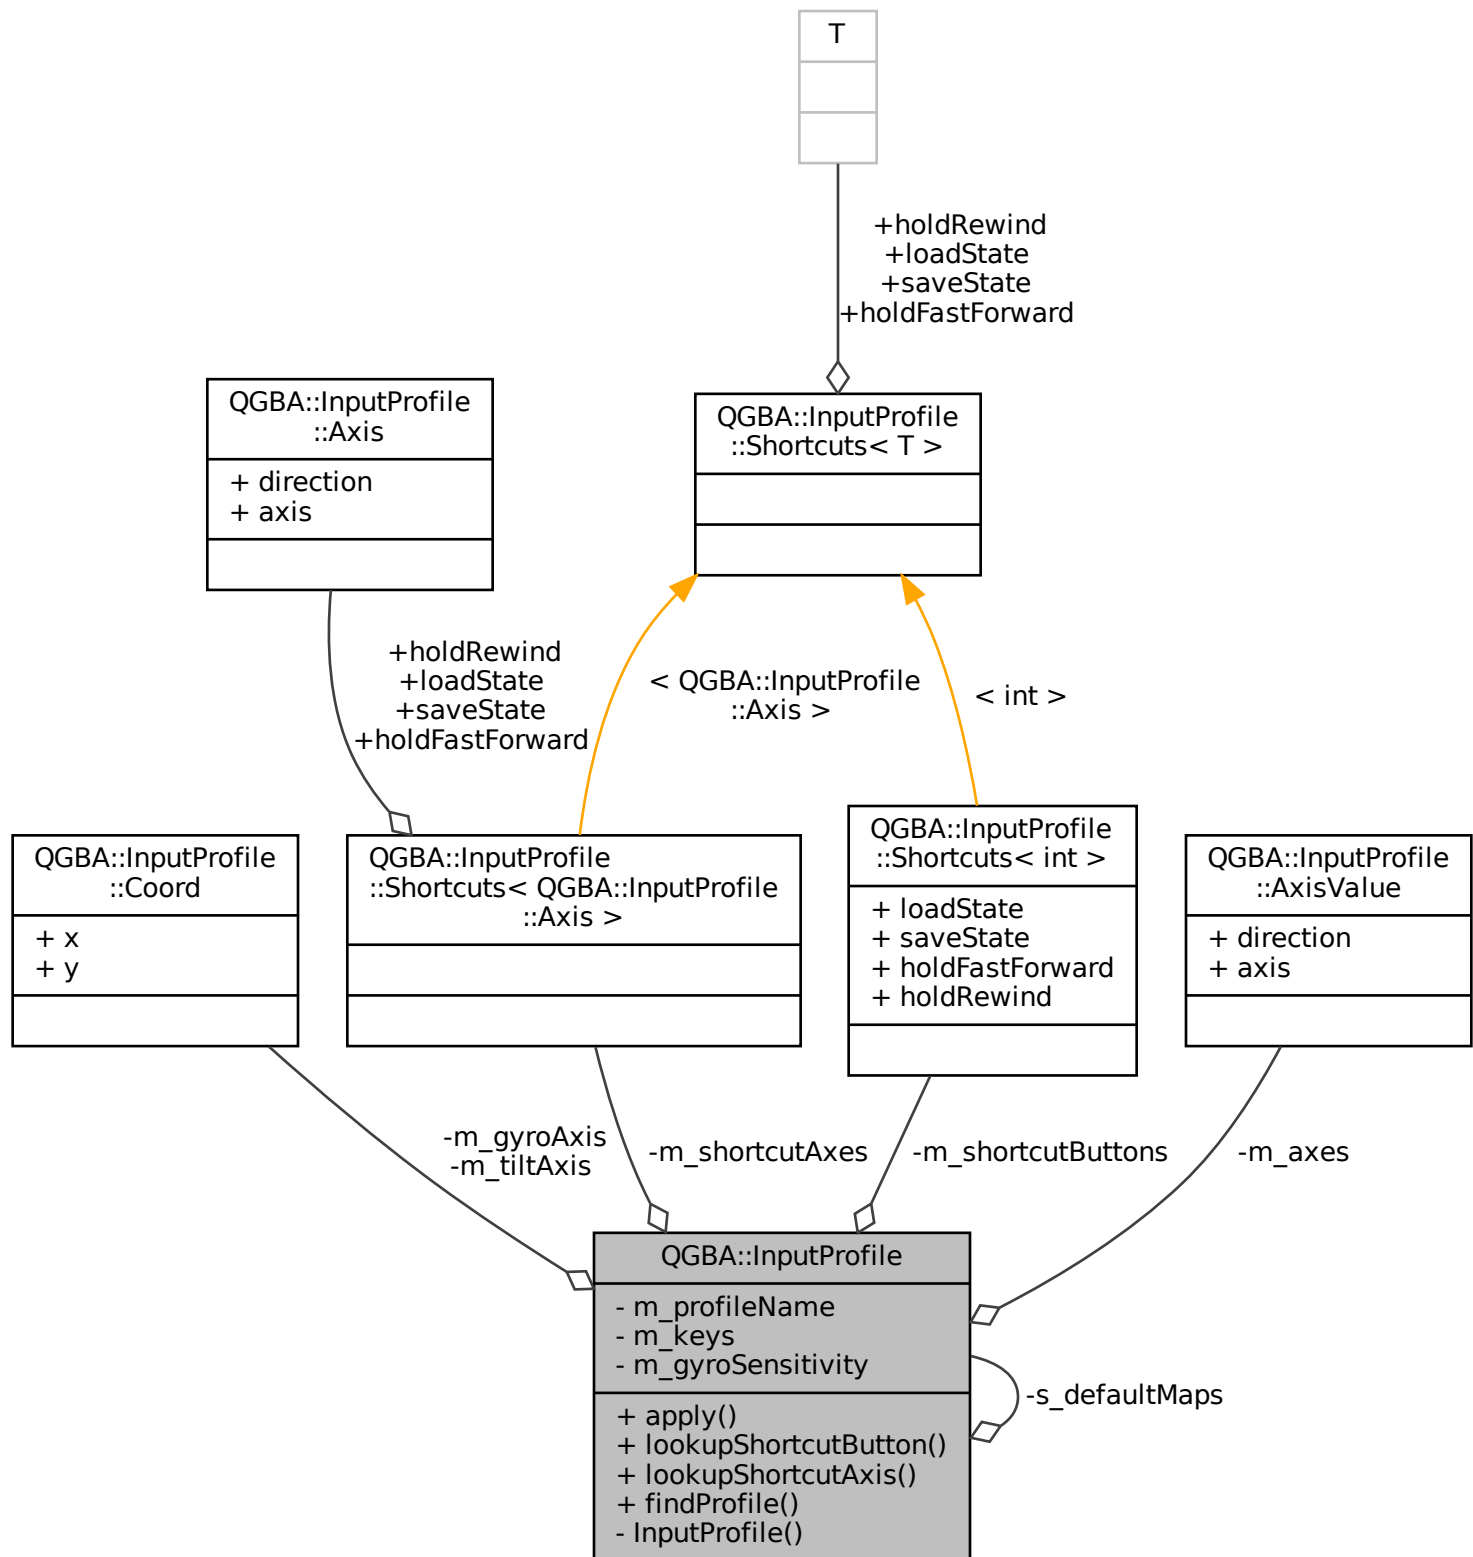 T
+holdRewind
+loadState
+saveState
+holdFastForward
QGBA::InputProfile
::Axis
+ direction
+ axis
QGBA::InputProfile
::Shortcuts< T >
+holdRewind
+loadState
+saveState
+holdFastForward
< QGBA::InputProfile
::Axis >
< int >
QGBA::InputProfile
::Coord
+ x
+ y
QGBA::InputProfile
::Shortcuts< QGBA::InputProfile
::Axis >
QGBA::InputProfile
::Shortcuts< int >
+ loadState
+ saveState
+ holdFastForward
+ holdRewind
QGBA::InputProfile
::AxisValue
+ direction
+ axis
-m_gyroAxis
-m_tiltAxis
-m_shortcutAxes
-m_shortcutButtons
-m_axes
QGBA::InputProfile
- m_profileName
- m_keys
- m_gyroSensitivity
+ apply()
+ lookupShortcutButton()
+ lookupShortcutAxis()
+ findProfile()
- InputProfile()
-s_defaultMaps